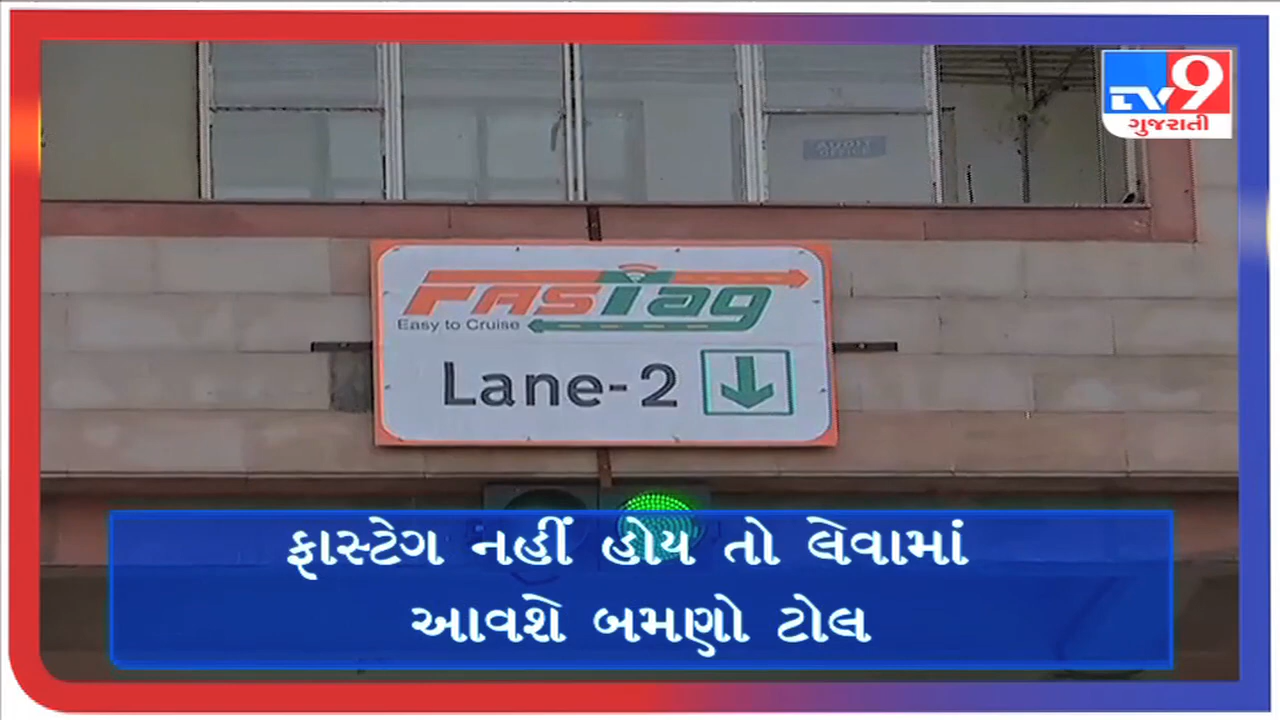 TV9
ગુજરાતી
FASTag
Easy to Cruise
Lane-2
ફાસ્ટેગ નહીં હોય તો લેવામાં
આવશે બમણો ટોલ